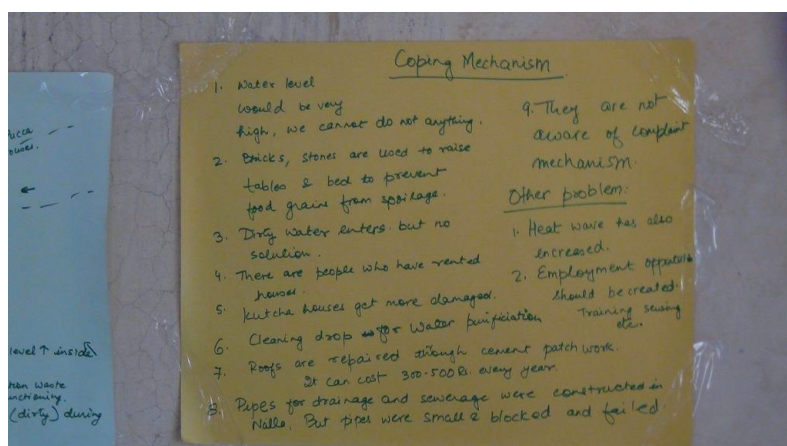 Coping Mechanism
1. Water level
would be very
high, we cannot do not anything.
2. Bricks, stones are used to raise
tables & bed to prevent
food grains from spoilage.
3. Dirty water enters. but no
solution.
4. There are people who have rented
houses.
5. Kutcha houses get more damaged.
6. Cleaning drop for water purificiation
7. Roofs are repaired through cement patch work.
It can cost 300-500Rs. every year.
8. Pipes for drainage and sewerage were constructed in
Nalla. But pipes were small & blocked and failed.
9. They are not
aware of complaint
mechanism.
Other problem:
1. Heat wave has also
increased.
2. Employment
should be created.
Training sewing
etc.
Pucca
houses.
level ↑ inside
waste
(dirty) during